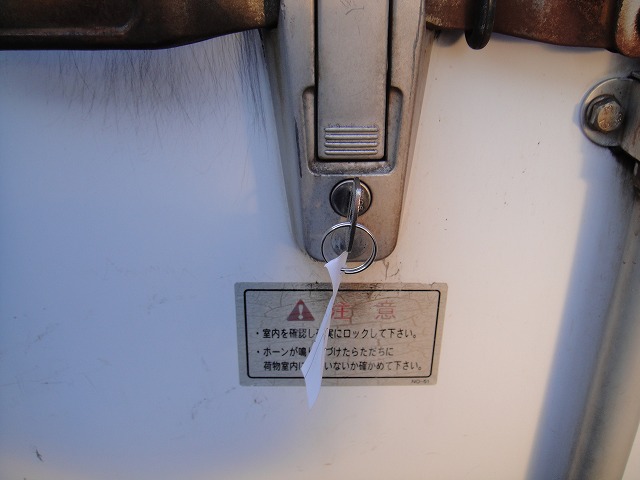 注意
・室内を確認し 実にロックして下さい。
・ホーンが鳴り づけたらただちに
荷物室内に いないか確かめて下さい。